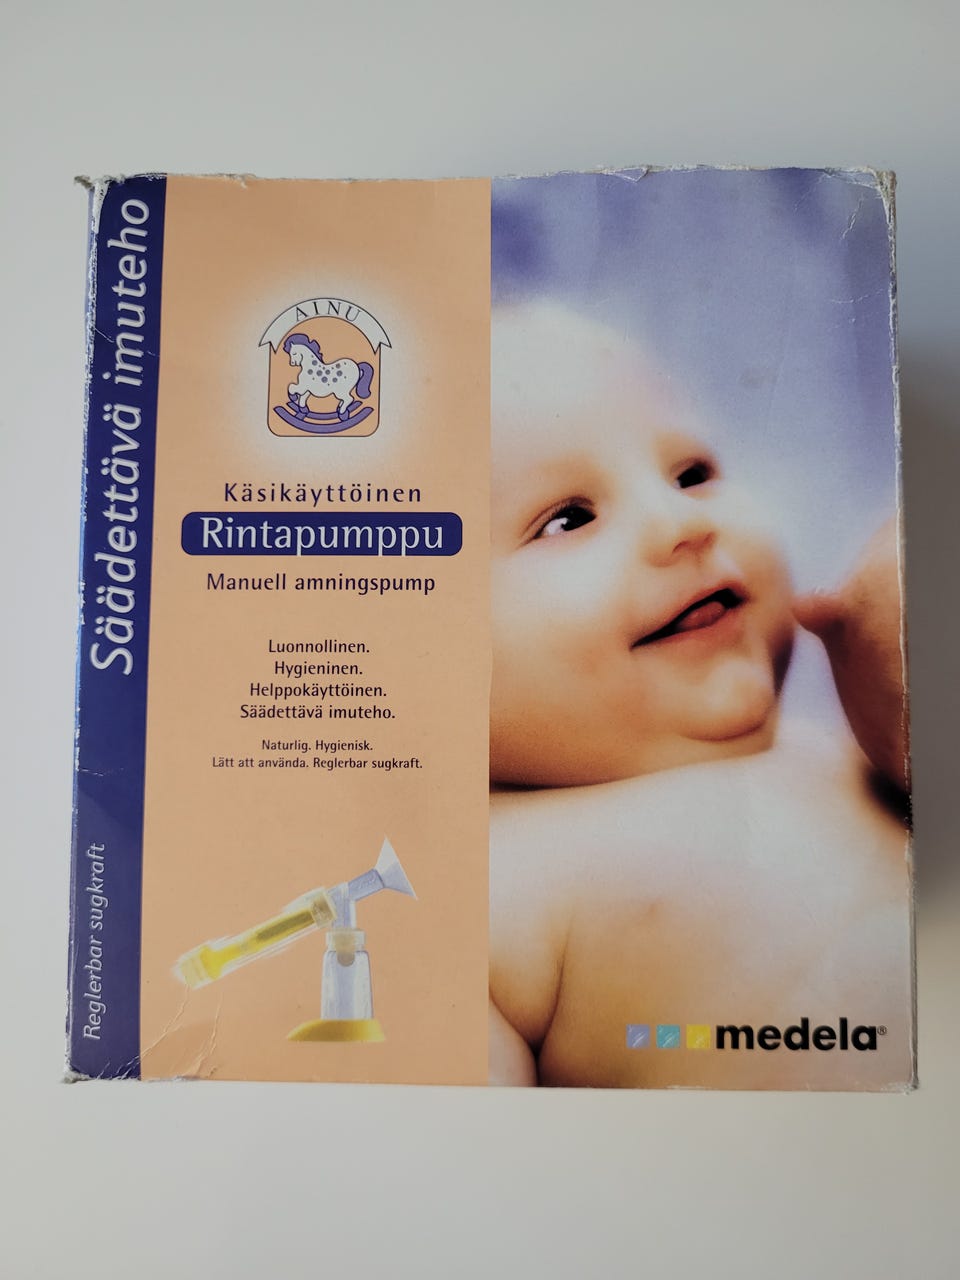 Säädettävä imuteho
Reglerbar sugkraft
AINU
Käsikäyttöinen
Rintapumppu
Manuell amningspump
Luonnollinen.
Hygieninen.
Helppokäyttöinen.
Säädettävä imuteho.
Naturlig. Hygienisk.
Lätt att använda. Reglerbar sugkraft.
medela®